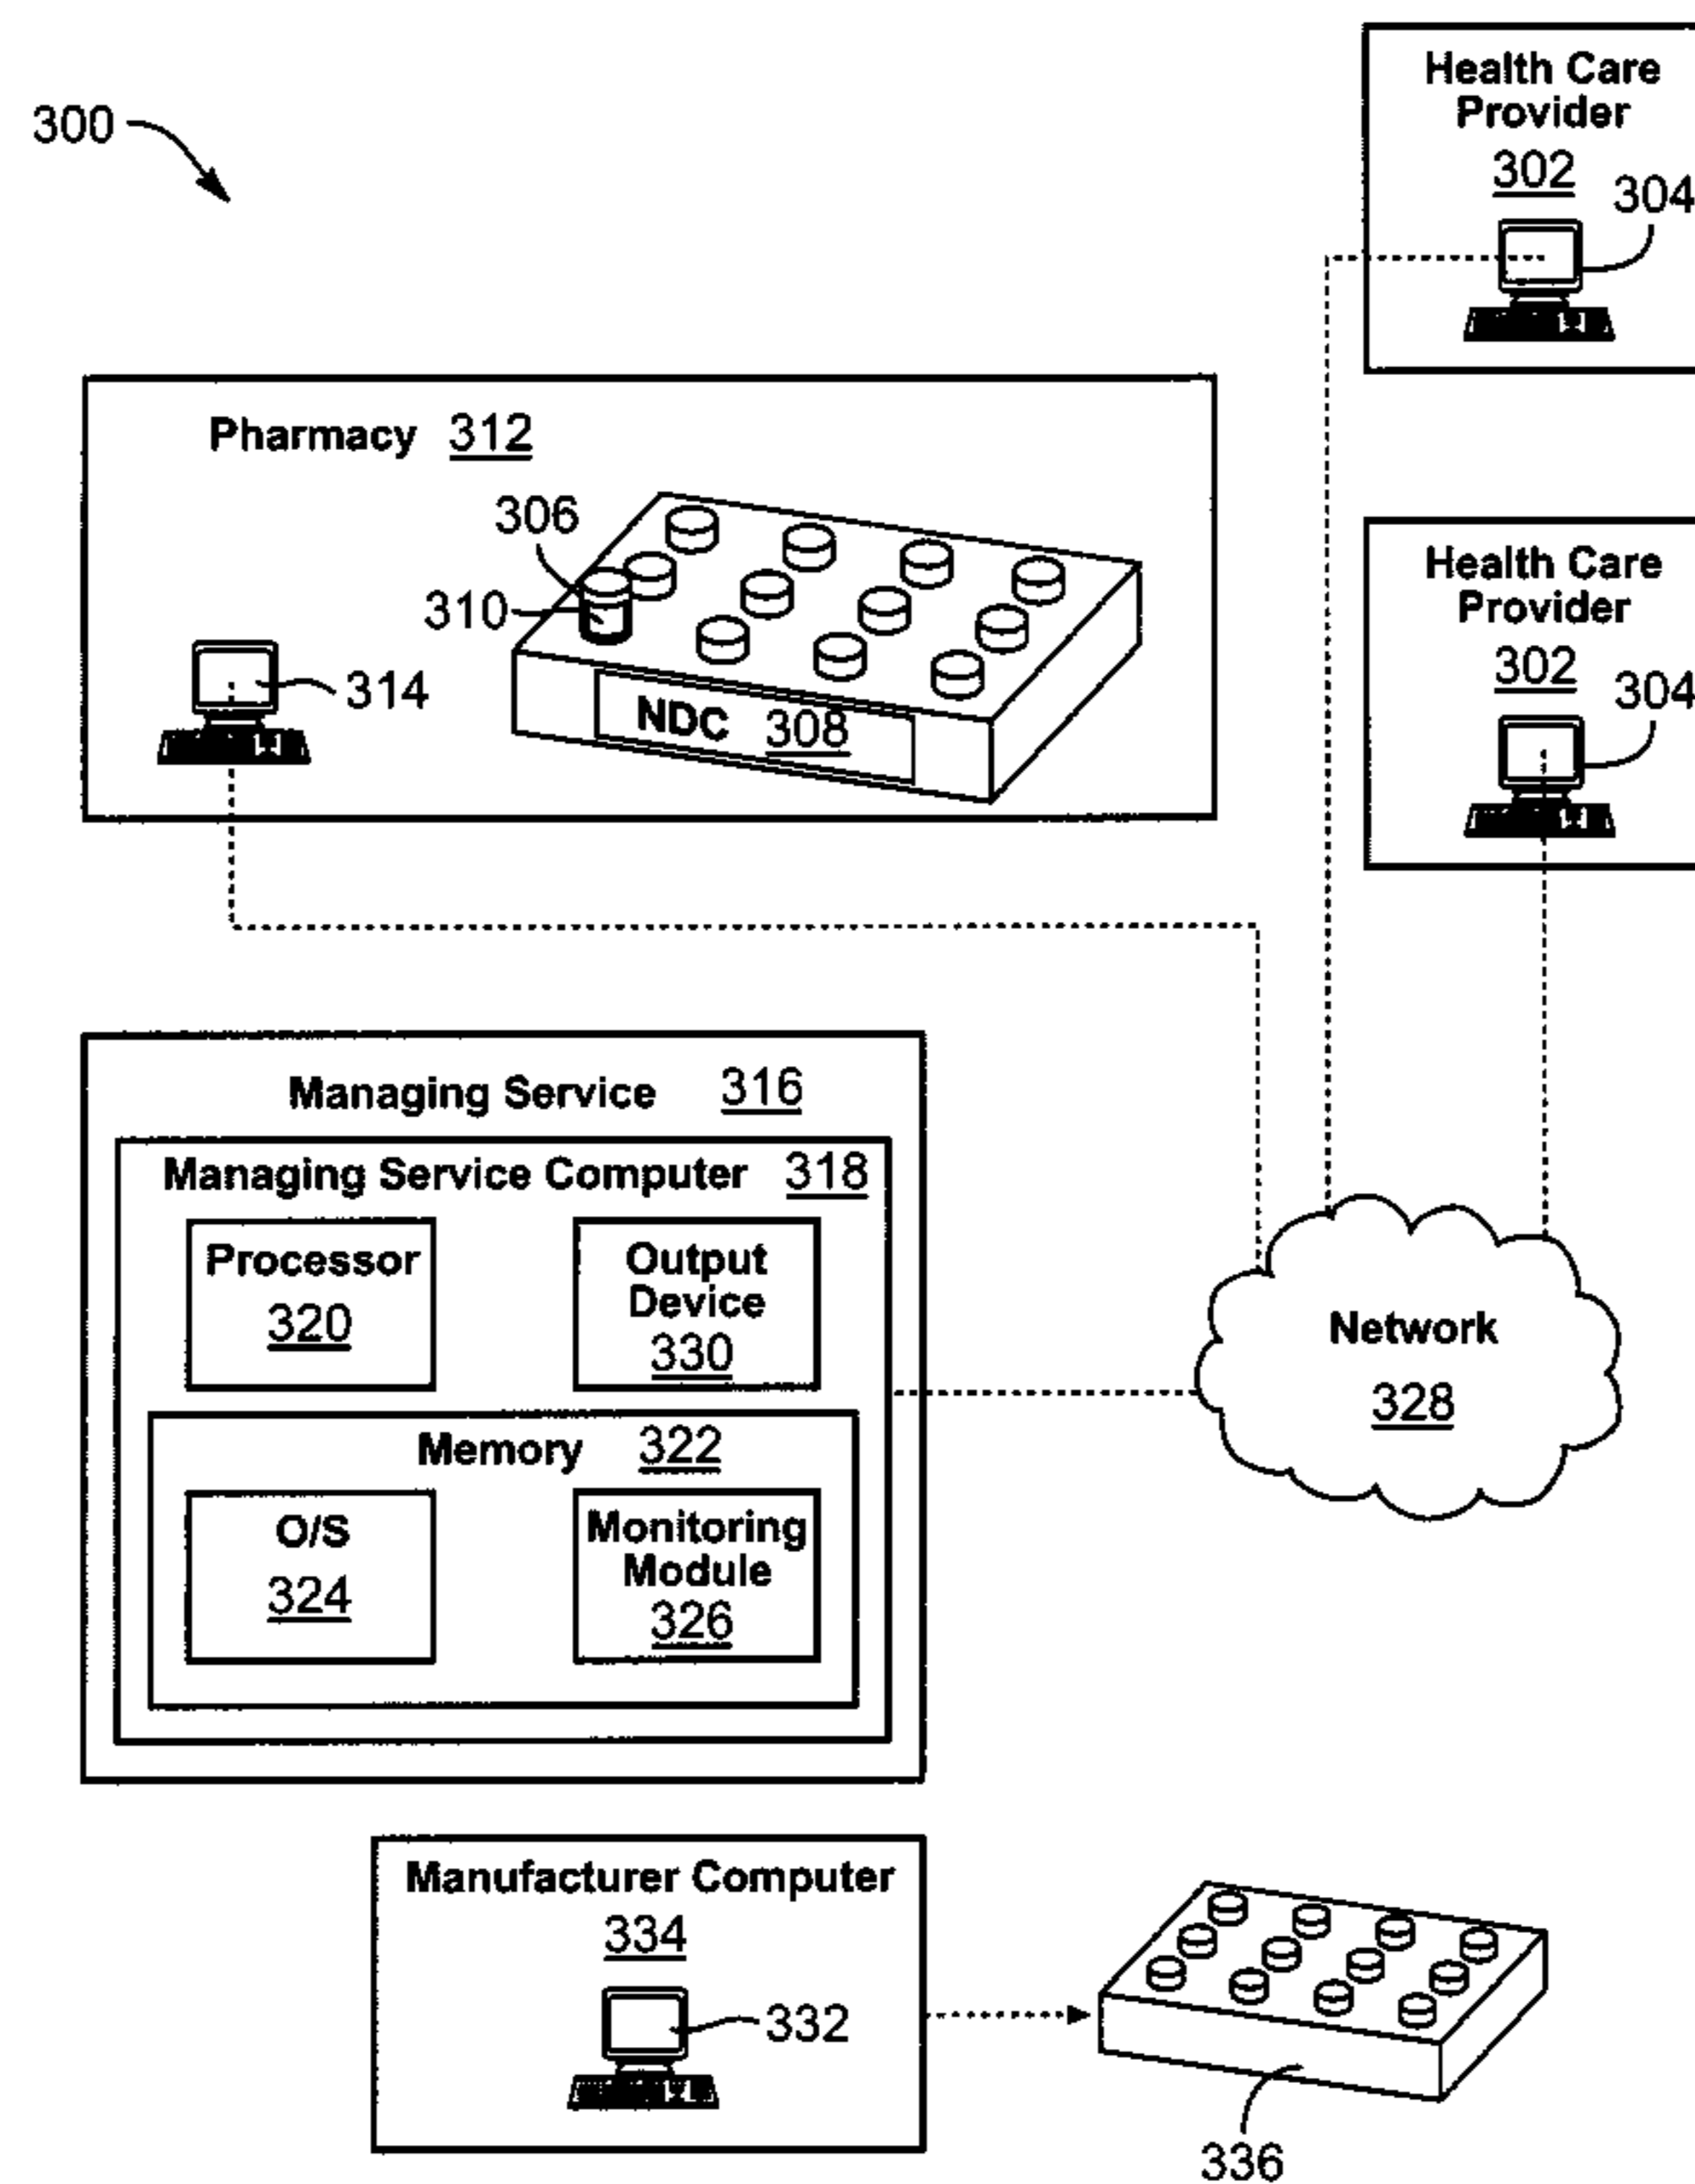 300
Health Care
Provider
302
304
Pharmacy 312
306
310
314
NDC 308
Health Care
Provider
302
304
Managing Service 316
Managing Service Computer 318
Processor
320
Output
Device
330
Memory 322
O/S
324
Monitoring
Module
326
Network
328
Manufacturer Computer
334
332
336